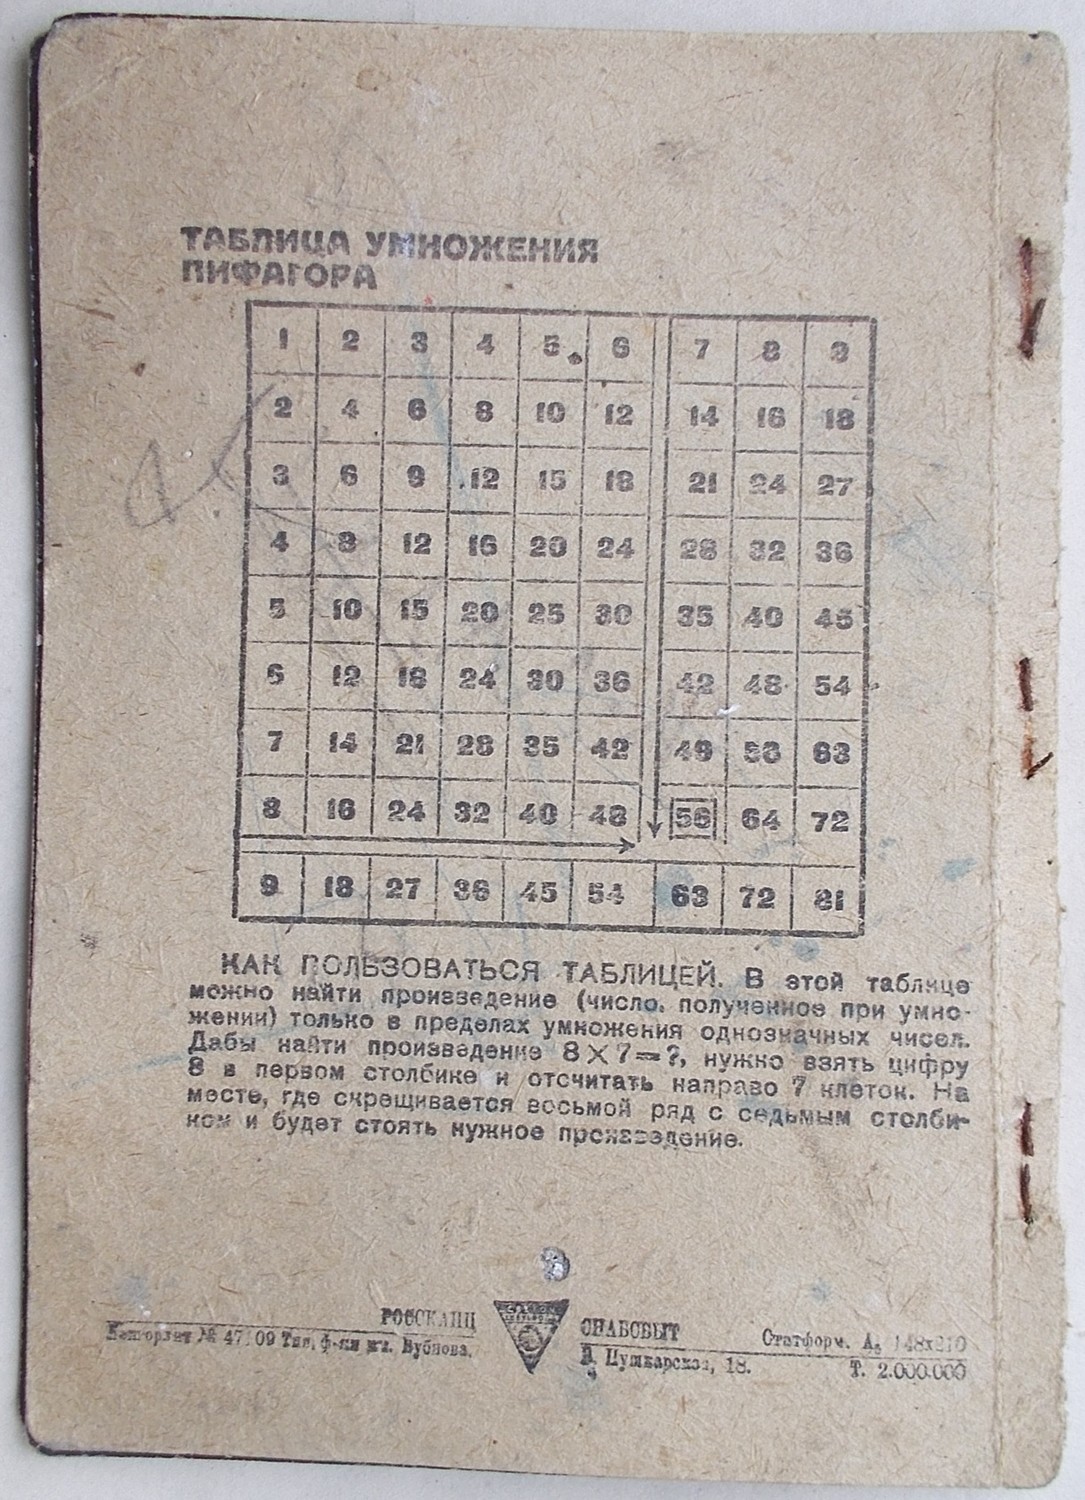 ТАБЛИЦА УМНОЖЕНИЯ
ПИФАГОРА
1 2 3 4 5 6 7 8 9
2 4 6 8 10 12 14 16 18
3 6 9 12 15 18 21 24 27
4 8 12 16 20 24 28 32 36
5 10 15 20 25 30 35 40 45
6 12 18 24 30 36 42 48 54
7 14 21 28 35 42 49 56 63
8 16 24 32 40 48 56 64 72
9 18 27 36 45 54 63 72 81
КАК ПОЛЬЗОВАТЬСЯ ТАБЛИЦЕЙ. В этой таблице
можно найти произведение (число, полученное при умно-
жении) только в пределах умножения однозначных чисел.
Дабы найти произведение 8×7=?, нужно взять цифру
8 в первом столбике и отсчитать направо 7 клеток. На
месте, где скрещивается восьмой ряд с седьмым столби-
ком и будет стоять нужное произведение.
РОССКАНЦ СНАБСБЫТ Статформ. А5 148х210
№ 47109 Тип. ф-ки им. Бубнова. Пушкарская, 18. Т. 2.000.000